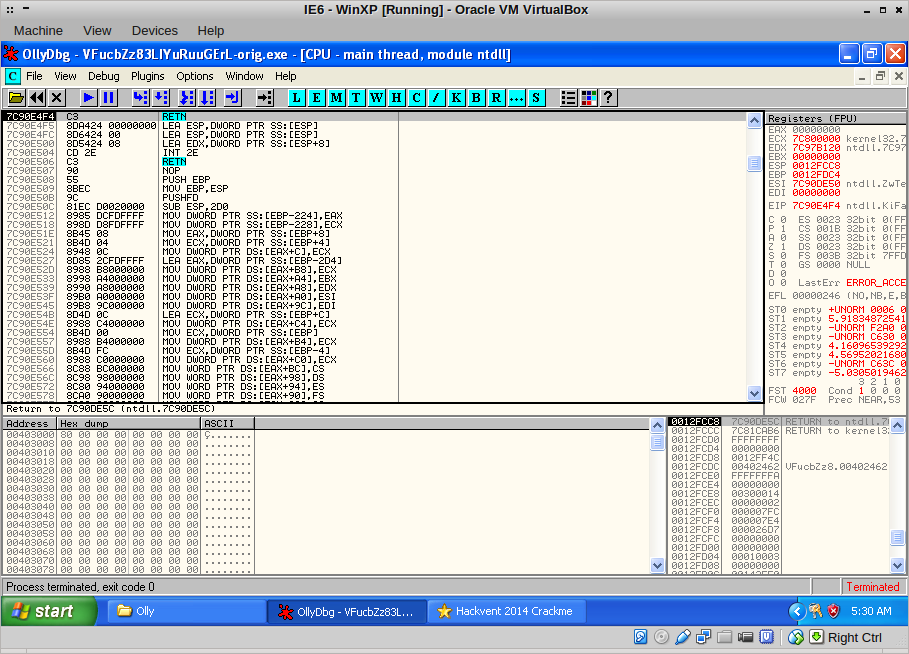 IE6 - WinXP [Running] - Oracle VM VirtualBox
Machine View Devices Help
OllyDbg - VFucbZz83LIYuRuuGErL-orig.exe - [CPU - main thread, module ntdll]
C File View Debug Plugins Options Window Help
L E M T W H C / K B R ... S ?
7C90E4F4 C3 RETN
7C90E4F5 8DA424 00000000 LEA ESP,DWORD PTR SS:[ESP]
7C90E4FC 8D6424 00 LEA ESP,DWORD PTR SS:[ESP]
7C90E500 8D5424 08 LEA EDX,DWORD PTR SS:[ESP+8]
7C90E504 CD 2E INT 2E
7C90E506 C3 RETN
7C90E507 90 NOP
7C90E508 55 PUSH EBP
7C90E509 8BEC MOV EBP,ESP
7C90E50B 9C PUSHFD
7C90E50C 81EC D0020000 SUB ESP,2D0
7C90E512 8985 DCFDFFFF MOV DWORD PTR SS:[EBP-224],EAX
7C90E518 898D D8FDFFFF MOV DWORD PTR SS:[EBP-228],ECX
7C90E51E 8B45 08 MOV EAX,DWORD PTR SS:[EBP+8]
7C90E521 8B4D 04 MOV ECX,DWORD PTR SS:[EBP+4]
7C90E524 8948 0C MOV DWORD PTR DS:[EAX+C],ECX
7C90E527 8D85 2CFDFFFF LEA EAX,DWORD PTR SS:[EBP-2D4]
7C90E52D 8988 B8000000 MOV DWORD PTR DS:[EAX+B8],ECX
7C90E533 8998 A4000000 MOV DWORD PTR DS:[EAX+A4],EBX
7C90E539 8990 A8000000 MOV DWORD PTR DS:[EAX+A8],EDX
7C90E53F 89B0 A0000000 MOV DWORD PTR DS:[EAX+A0],ESI
7C90E545 89B8 9C000000 MOV DWORD PTR DS:[EAX+9C],EDI
7C90E54B 8D4D 0C LEA ECX,DWORD PTR SS:[EBP+C]
7C90E54E 8988 C4000000 MOV DWORD PTR DS:[EAX+C4],ECX
7C90E554 8B4D 00 MOV ECX,DWORD PTR SS:[EBP]
7C90E557 8988 B4000000 MOV DWORD PTR DS:[EAX+B4],ECX
7C90E55D 8B4D FC MOV ECX,DWORD PTR SS:[EBP-4]
7C90E560 8988 C0000000 MOV DWORD PTR DS:[EAX+C0],ECX
7C90E566 8C88 BC000000 MOV WORD PTR DS:[EAX+BC],CS
7C90E56C 8C98 98000000 MOV WORD PTR DS:[EAX+98],DS
7C90E572 8C80 94000000 MOV WORD PTR DS:[EAX+94],ES
7C90E578 8CA0 90000000 MOV WORD PTR DS:[EAX+90],FS
Return to 7C90DE5C (ntdll.7C90DE5C)
Registers (FPU)
EAX 00000000
ECX 7C800000 kernel32.7
EDX 7C97B120 ntdll.7C97
EBX 00000000
ESP 0012FCC8
EBP 0012FDC4
ESI 7C90DE50 ntdll.ZwTe
EDI 00000000
EIP 7C90E4F4 ntdll.KiFa
C 0 ES 0023 32bit 0(FF
P 1 CS 001B 32bit 0(FF
A 0 SS 0023 32bit 0(FF
Z 1 DS 0023 32bit 0(FF
S 0 FS 003B 32bit 7FFD
T 0 GS 0000 NULL
D 0
O 0 LastErr ERROR_ACCE
EFL 00000246 (NO,NB,E,B
ST0 empty +UNORM 0006 0
ST1 empty 5.91834872541
ST2 empty -UNORM F2A0 0
ST3 empty -UNORM C630 0
ST4 empty 4.16096539292
ST5 empty 4.56952021680
ST6 empty -UNORM C63C 0
ST7 empty -5.0305019462
3 2 1 0
FST 4000 Cond 1 0 0 0
FCW 027F Prec NEAR,53
Address Hex dump ASCII
00403000 00 00 00 00 00 00 00 00 Ç.......
00403008 00 00 00 00 00 00 00 00 ........
00403010 00 00 00 00 00 00 00 00 ........
00403018 00 00 00 00 00 00 00 00 ........
00403020 00 00 00 00 00 00 00 00 ........
00403028 00 00 00 00 00 00 00 00 ........
00403030 00 00 00 00 00 00 00 00 ........
00403038 00 00 00 00 00 00 00 00 ........
00403040 00 00 00 00 00 00 00 00 ........
00403048 00 00 00 00 00 00 00 00 ........
00403050 00 00 00 00 00 00 00 00 ........
00403058 00 00 00 00 00 00 00 00 ........
00403060 00 00 00 00 00 00 00 00 ........
00403068 00 00 00 00 00 00 00 00 ........
00403070 00 00 00 00 00 00 00 00 ........
00403078 00 00 00 00 00 00 00 00 ........
0012FCC8 7C90DE5C RETURN to ntdll.7
0012FCCC 7C81CAB6 RETURN to kernel3
0012FCD0 FFFFFFFF
0012FCD4 00000000
0012FCD8 0012FF4C
0012FCDC 00402462 VFucbZz8.00402462
0012FCE0 FFFFFFFA
0012FCE4 00000000
0012FCE8 00300014
0012FCEC 00000002
0012FCF0 000007FC
0012FCF4 000007E4
0012FCF8 000026D7
0012FCFC 00000000
0012FD00 00000000
0012FD04 00010003
0012FD08 00000000
Process terminated, exit code 0
Terminated
start Olly OllyDbg - VFucbZz83L... Hackvent 2014 Crackme 5:30 AM
Right Ctrl